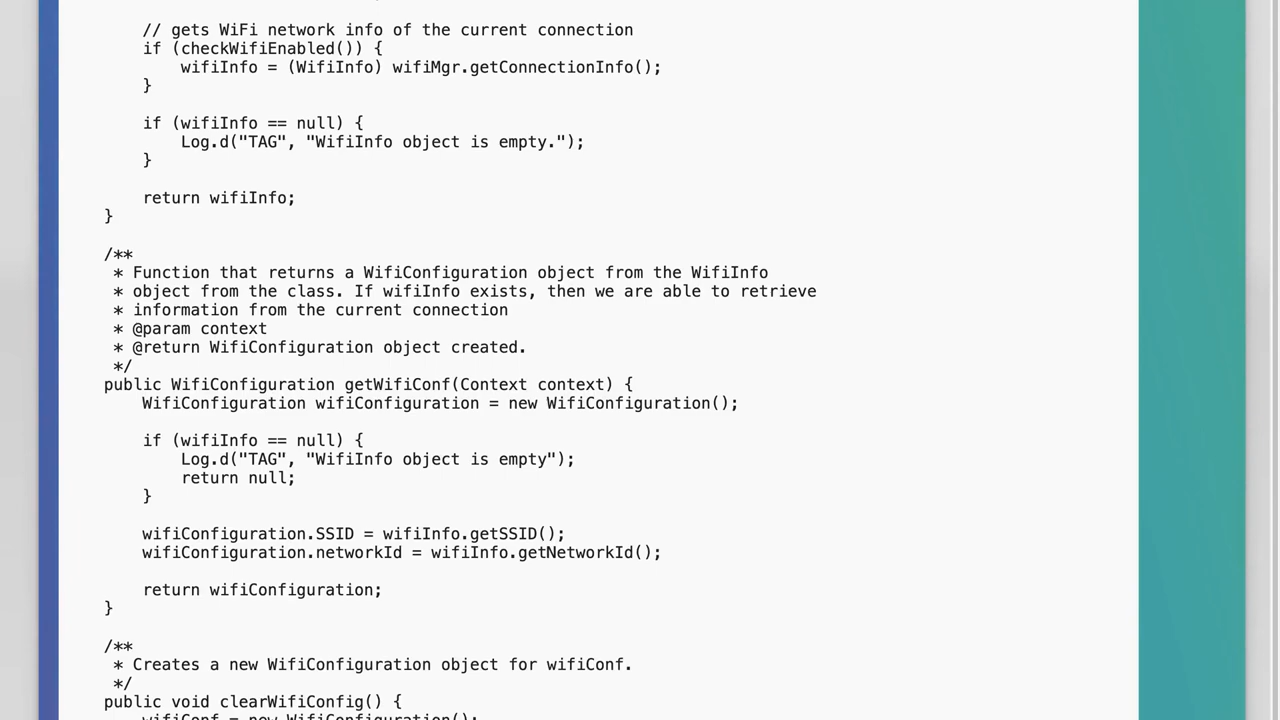 // gets WiFi network info of the current connection
if (checkWifiEnabled()) {
wifiInfo = (WifiInfo) wifiMgr.getConnectionInfo();
}
if (wifiInfo == null) {
Log.d("TAG", "WifiInfo object is empty.");
}
return wifiInfo;
}
/**
* Function that returns a WifiConfiguration object from the WifiInfo
* object from the class. If wifiInfo exists, then we are able to retrieve
* information from the current connection
* @param context
* @return WifiConfiguration object created.
*/
public WifiConfiguration getWifiConf(Context context) {
WifiConfiguration wifiConfiguration = new WifiConfiguration();
if (wifiInfo == null) {
Log.d("TAG", "WifiInfo object is empty");
return null;
}
wifiConfiguration.SSID = wifiInfo.getSSID();
wifiConfiguration.networkId = wifiInfo.getNetworkId();
return wifiConfiguration;
}
/**
* Creates a new WifiConfiguration object for wifiConf.
*/
public void clearWifiConfig() {
wifiConf = new WifiConfiguration();